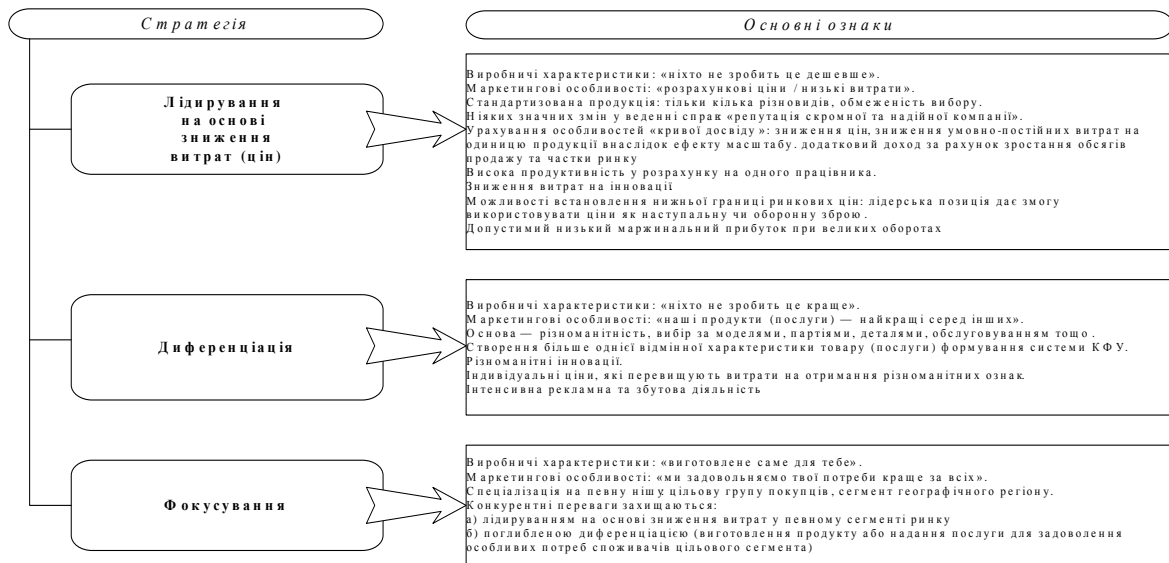 Стратегія
Основні ознаки
Лідирування
на основі
зниження
витрат (цін)
Виробничі характеристики: «ніхто не зробить це дешевше».
Маркетингові особливості: «розрахункові ціни / низькі витрати».
Стандартизована продукція: тільки кілька різновидів, обмеженість вибору.
Ніяких значних змін у веденні справ: «репутація скромної та надійної компанії».
Урахування особливостей «кривої досвіду»: зниження цін, зниження умовно-постійних витрат на
одиницю продукції внаслідок ефекту масштабу. додатковий доход за рахунок зростання обсягів
продажу та частки ринку
Висока продуктивність у розрахунку на одного працівника.
Зниження витрат на інновації
Можливості встановлення нижньої границі ринкових цін: лідерська позиція дає змогу
використовувати ціни як наступальну чи оборонну зброю.
Допустимий низький маржинальний прибуток при великих оборотах
Диференціація
Виробничі характеристики: «ніхто не зробить це краще».
Маркетингові особливості: «наші продукти (послуги) — найкращі серед інших».
Основа — різноманітність, вибір за моделями, партіями, деталями, обслуговуванням тощо.
Створення більше однієї відмінної характеристики товару (послуги) формування системи КФУ.
Різноманітні інновації.
Індивідуальні ціни, які перевищують витрати на отримання різноманітних ознак.
Інтенсивна рекламна та збутова діяльність
Фокусування
Виробничі характеристики: «виготовлене саме для тебе».
Маркетингові особливості: «ми задовольняємо твої потреби краще за всіх».
Спеціалізація на певну нішу: цільову групу покупців, сегмент географічного регіону.
Конкурентні переваги захищаються:
а) лідируванням на основі зниження витрат у певному сегменті ринку
б) поглибленою диференціацією (виготовлення продукту або надання послуги для задоволення
особливих потреб споживачів цільового сегмента)